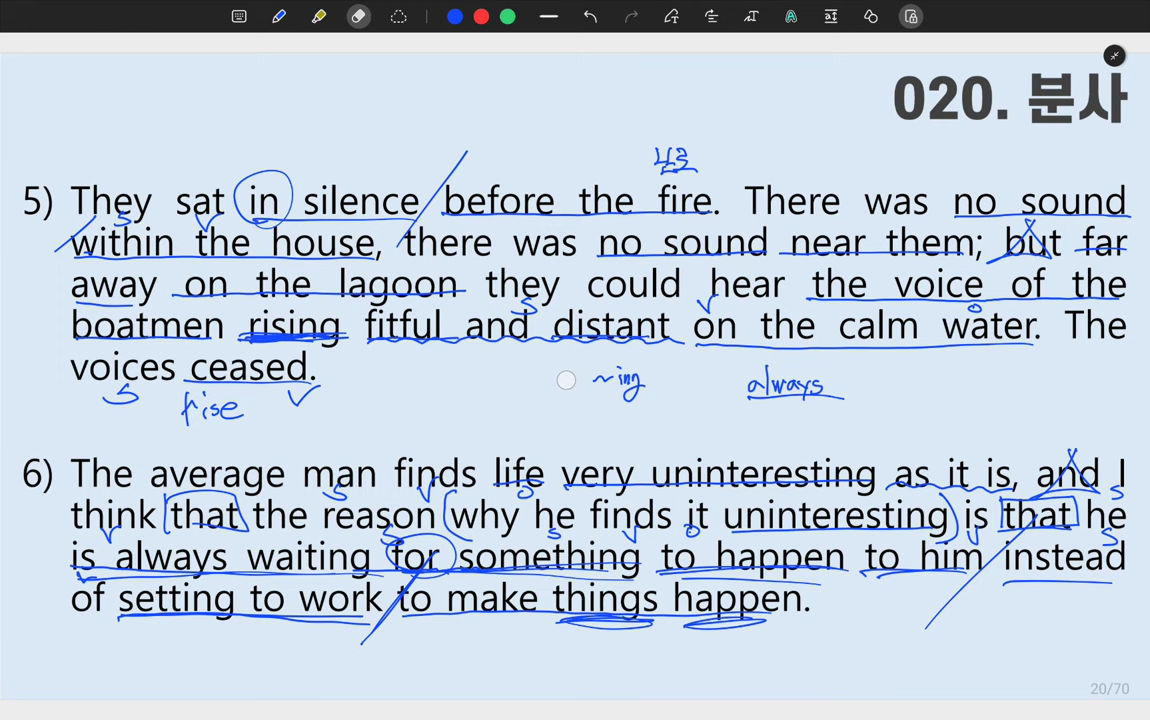 020. 분사
난로
5) They sat in silence before the fire. There was no sound
within the house, there was no sound near them; but far
away on the lagoon they could hear the voice of the
boatmen rising fitful and distant on the calm water. The
voices ceased.
s v
s v o
s v
rise
~ing
always
6) The average man finds life very uninteresting as it is, and I
think that the reason why he finds it uninteresting is that he
is always waiting for something to happen to him instead
of setting to work to make things happen.
s v o s
v s s v o v s
v
20/70